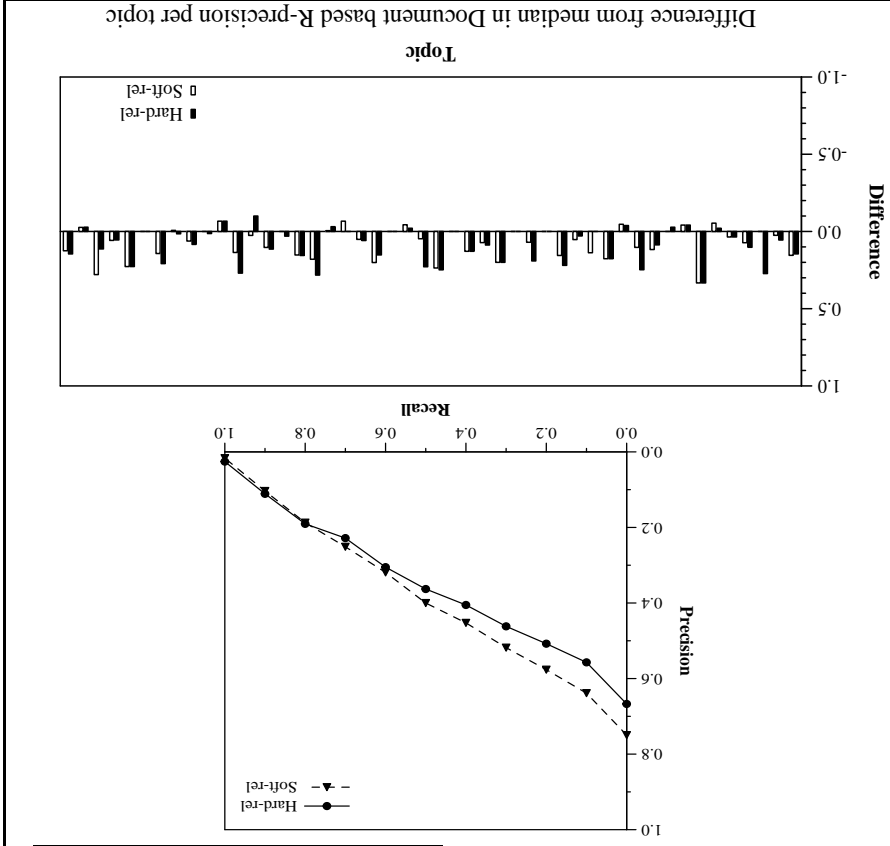 1.0
Hard-rel
Soft-rel
0.8
0.6
Precision
0.4
0.2
0.0
0.0 0.2 0.4 0.6 0.8 1.0
Recall
1.0
0.5
Difference
0.0
-0.5
Hard-rel
Soft-rel
-1.0
Topic
Difference from median in Document based R-precision per topic